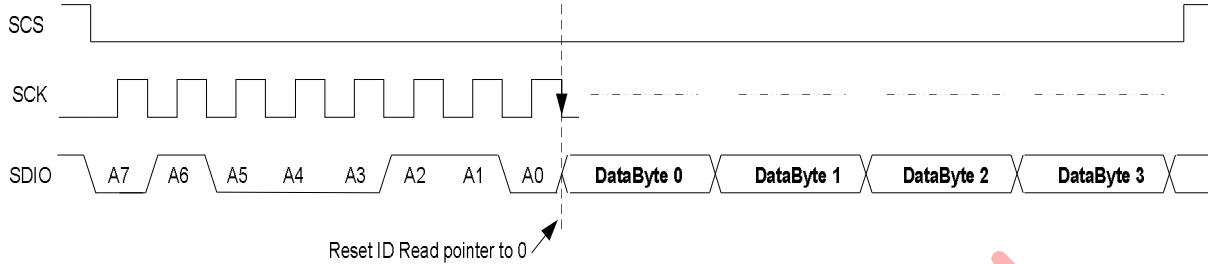 SCS
SCK
SDIO A7 A6 A5 A4 A3 A2 A1 A0 DataByte 0 DataByte 1 DataByte 2 DataByte 3
Reset ID Read pointer to 0